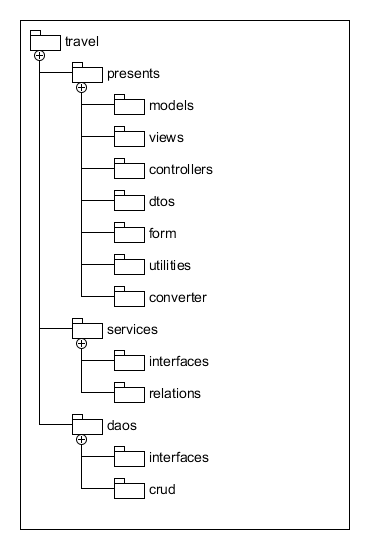 travel
presents
models
views
controllers
dtos
form
utilities
converter
services
interfaces
relations
daos
interfaces
crud